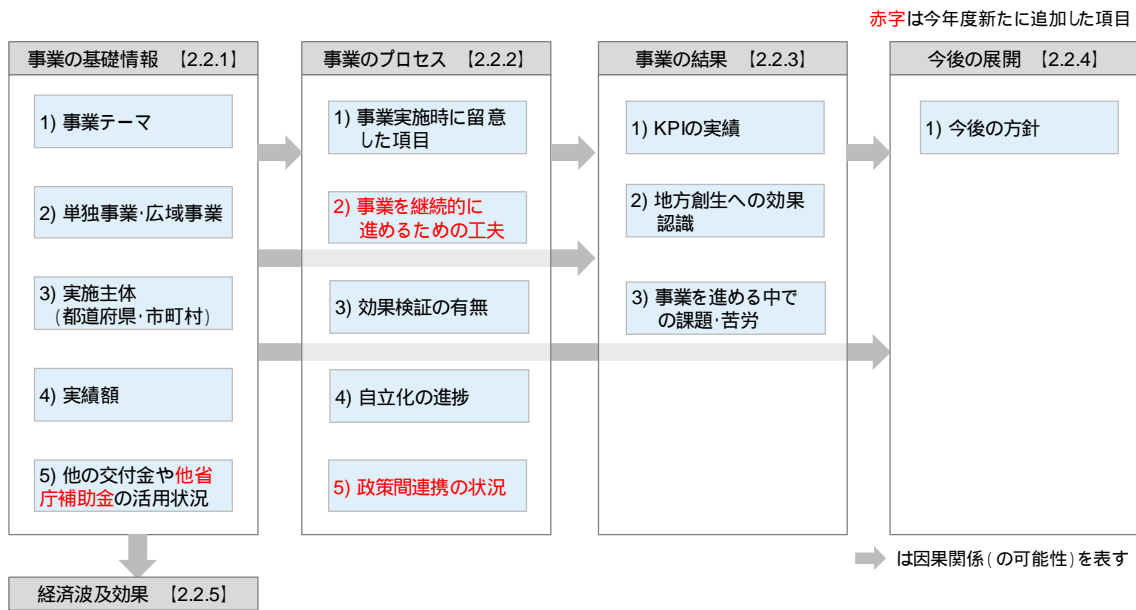 赤字は今年度新たに追加した項目
事業の基礎情報 【2.2.1】
1) 事業テーマ
2) 単独事業・広域事業
3) 実施主体
(都道府県・市町村)
4) 実績額
5) 他の交付金や他省
庁補助金の活用状況
事業のプロセス 【2.2.2】
1) 事業実施時に留意
した項目
2) 事業を継続的に
進めるための工夫
3) 効果検証の有無
4) 自立化の進捗
5) 政策間連携の状況
事業の結果 【2.2.3】
1) KPIの実績
2) 地方創生への効果
認識
3) 事業を進める中で
の課題・苦労
今後の展開 【2.2.4】
1) 今後の方針
は因果関係(の可能性)を表す
経済波及効果 【2.2.5】